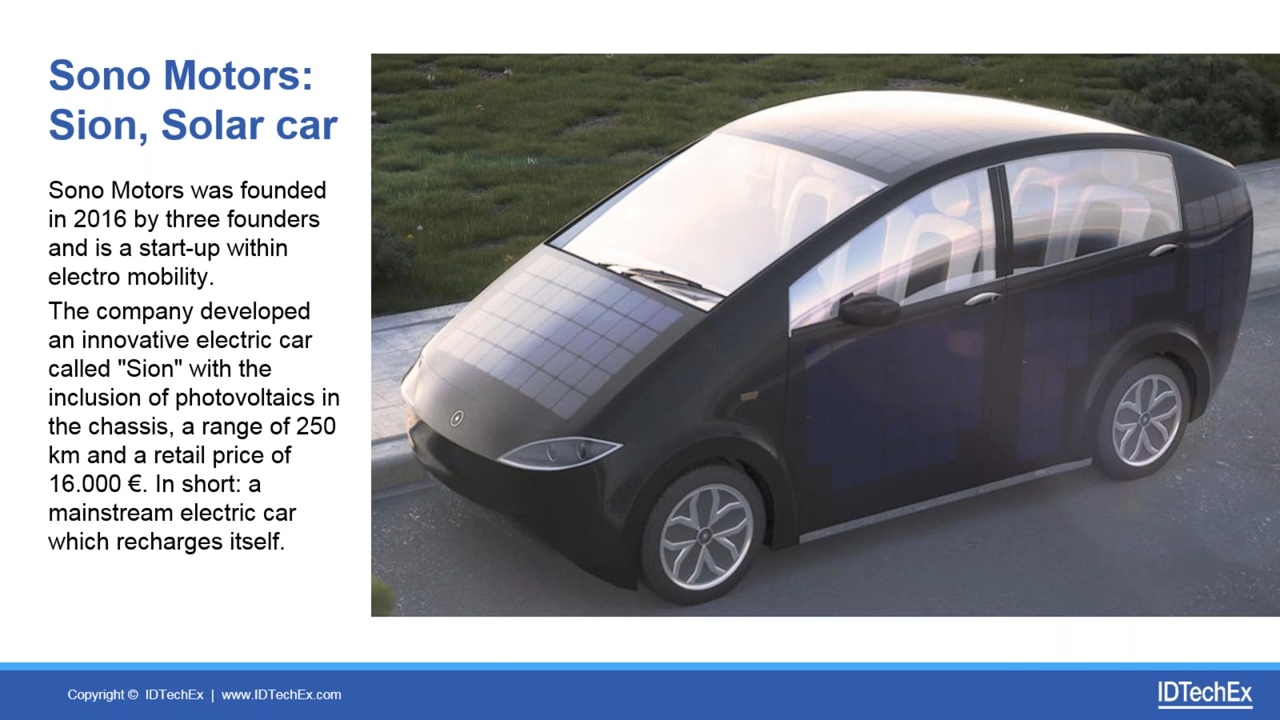 Sono Motors:
Sion, Solar car
Sono Motors was founded
in 2016 by three founders
and is a start-up within
electro mobility.
The company developed
an innovative electric car
called "Sion" with the
inclusion of photovoltaics in
the chassis, a range of 250
km and a retail price of
16.000 €. In short: a
mainstream electric car
which recharges itself.
Copyright © IDTechEx | www.IDTechEx.com
IDTechEx